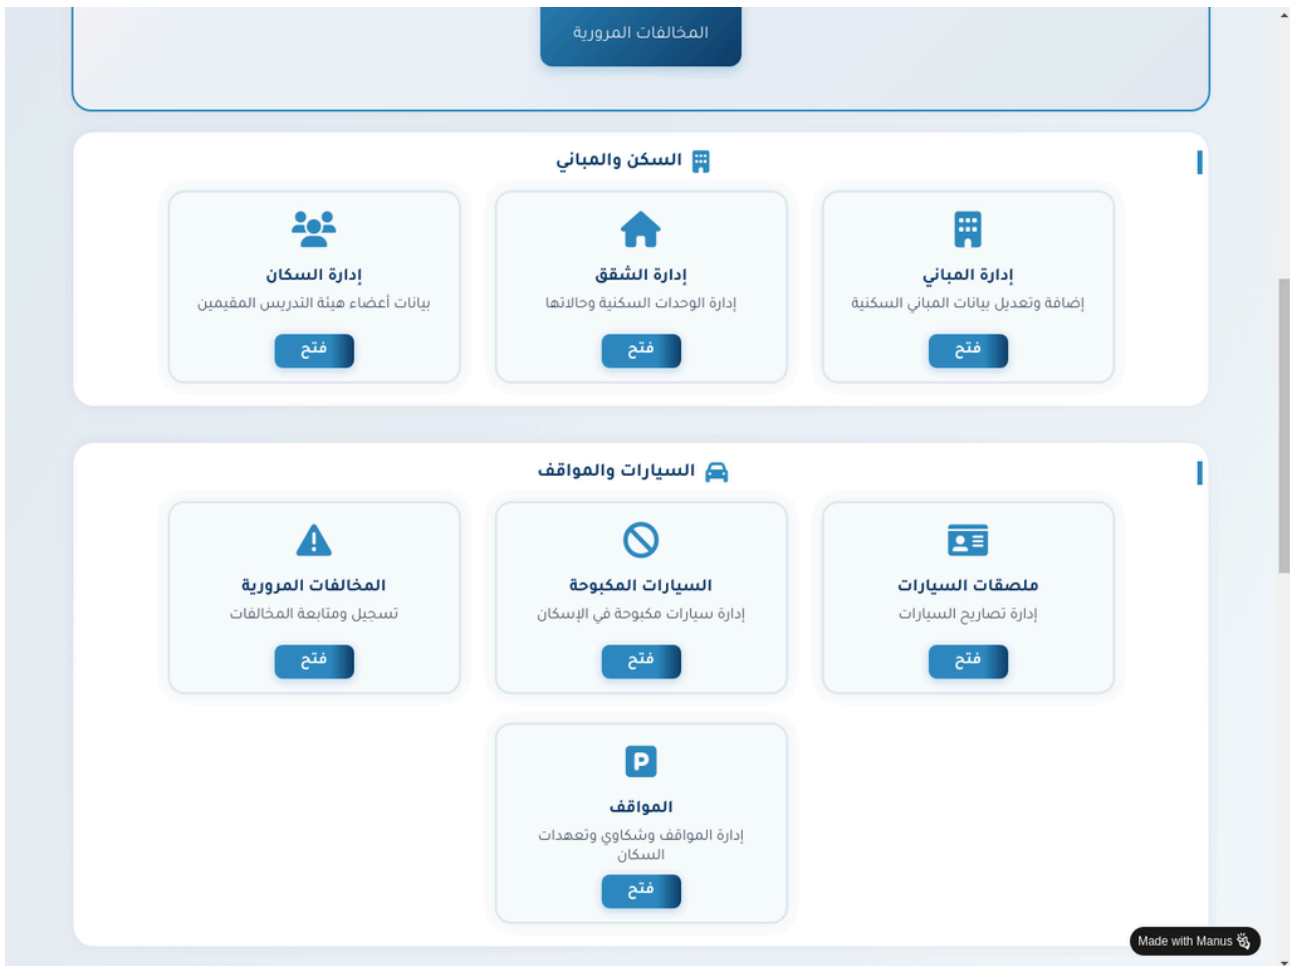 المخالفات المرورية
السكن والمباني
إدارة المباني
إضافة وتعديل بيانات المباني السكنية
فتح
إدارة الشقق
إدارة الوحدات السكنية وحالاتها
فتح
إدارة السكان
بيانات أعضاء هيئة التدريس المقيمين
فتح
السيارات والمواقف
ملصقات السيارات
إدارة تصاريح السيارات
فتح
السيارات المكبوحة
إدارة سيارات مكبوحة في الإسكان
فتح
المخالفات المرورية
تسجيل ومتابعة المخالفات
فتح
المواقف
إدارة المواقف وشكاوي وتعهدات
السكان
فتح
Made with Manus